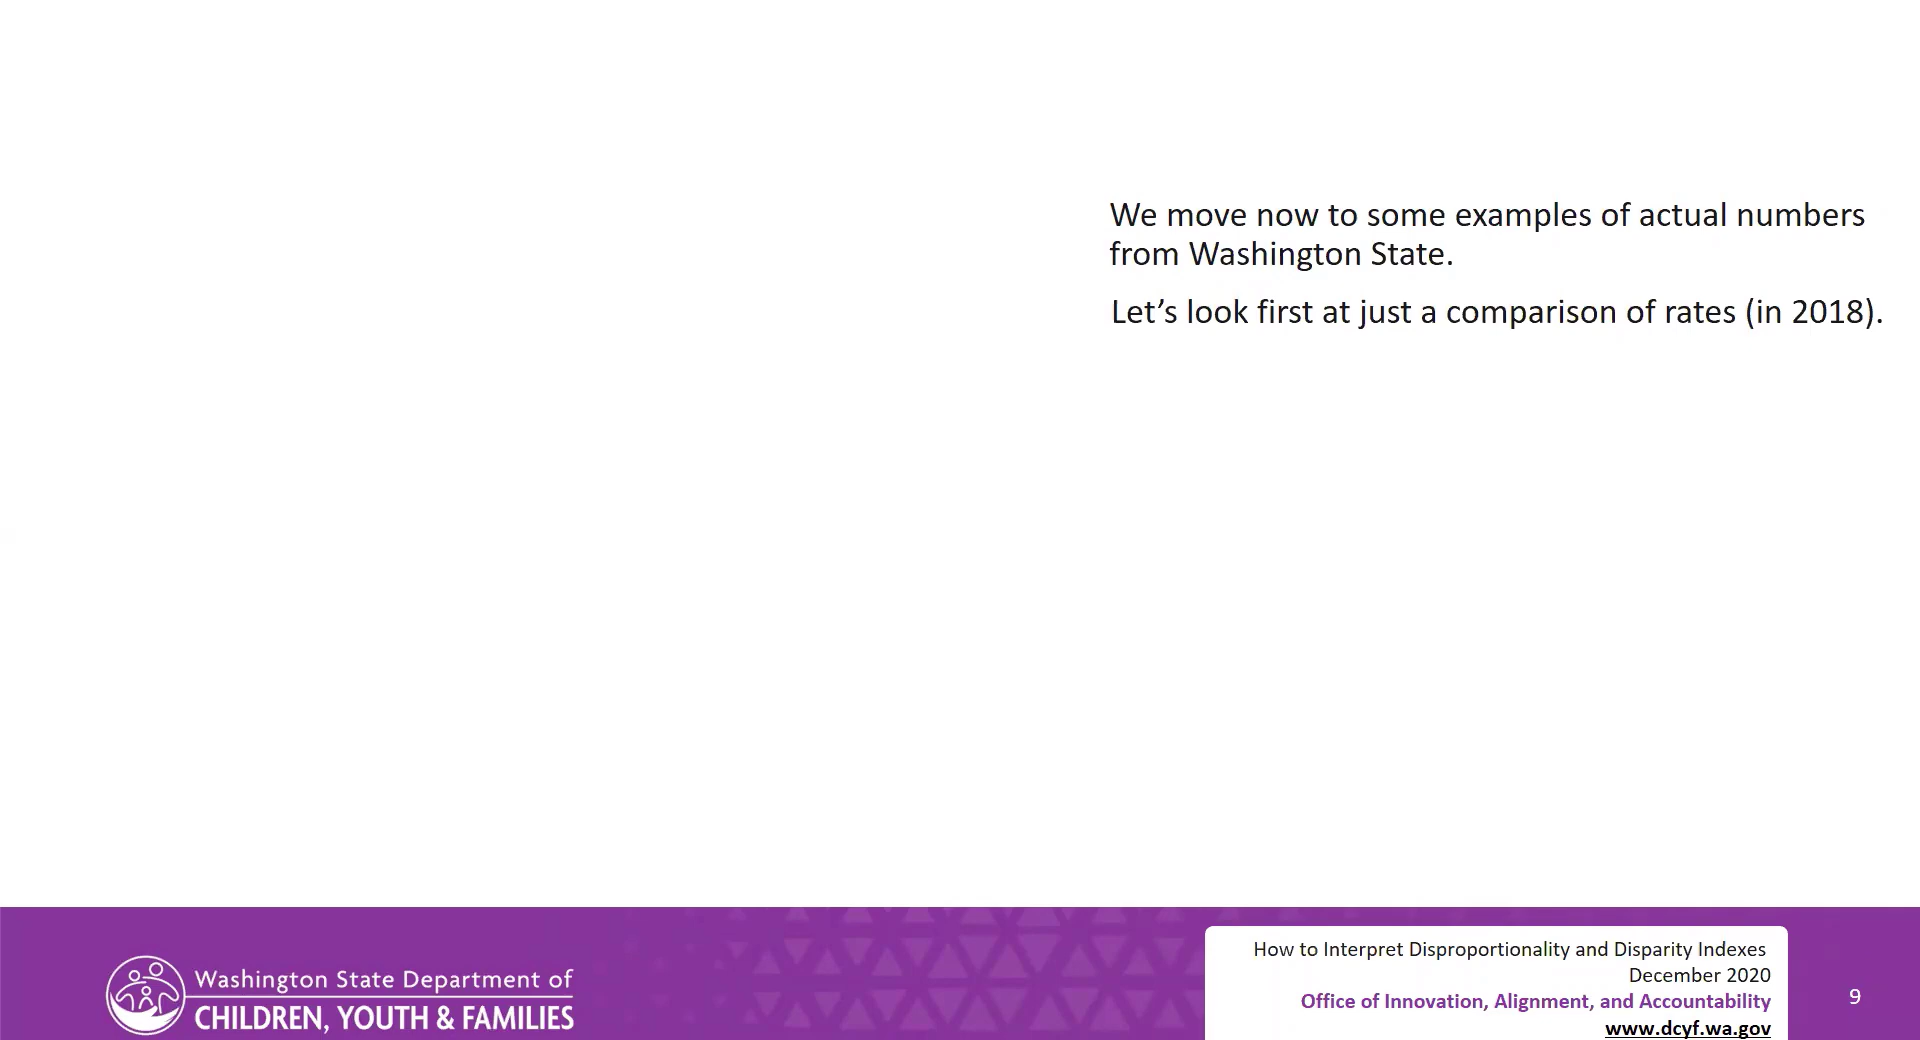 We move now to some examples of actual numbers
from Washington State.
Let’s look first at just a comparison of rates (in 2018).
Washington State Department of
CHILDREN, YOUTH & FAMILIES
How to Interpret Disproportionality and Disparity Indexes
December 2020
Office of Innovation, Alignment, and Accountability
www.dcyf.wa.gov
9